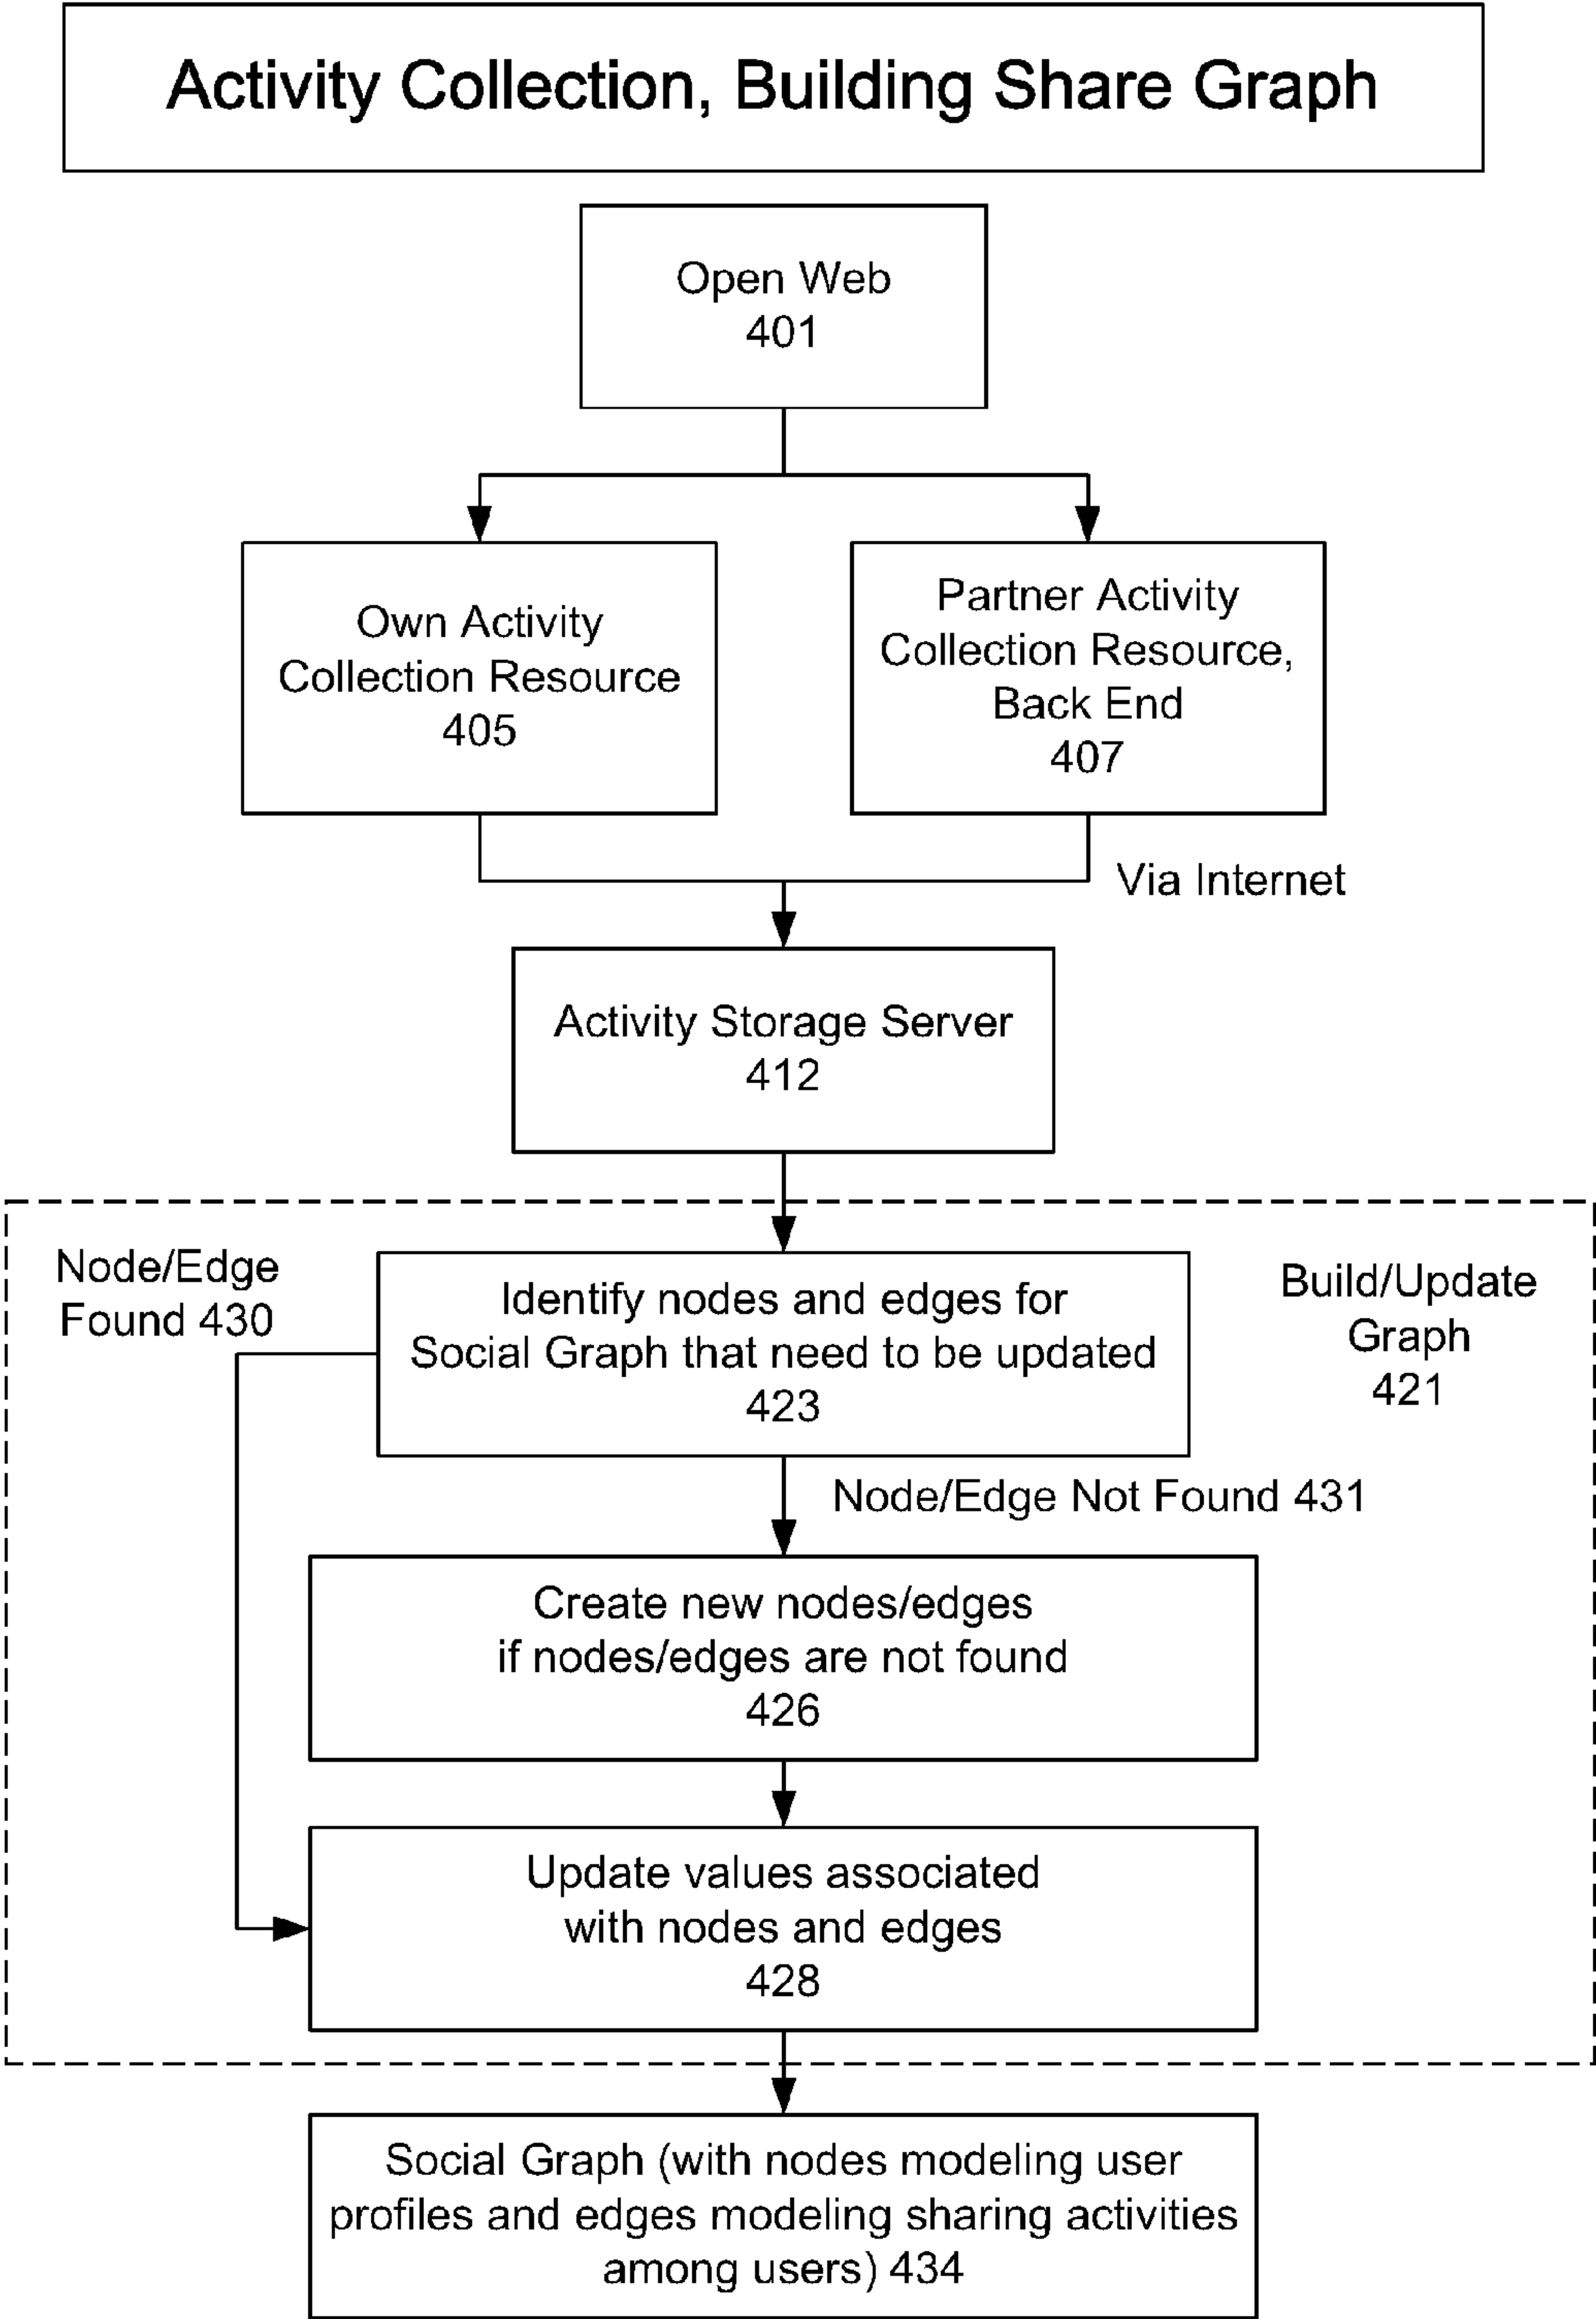 Activity Collection, Building Share Graph
Open Web
401
Own Activity
Collection Resource
405
Partner Activity
Collection Resource,
Back End
407
Via Internet
Activity Storage Server
412
Node/Edge
Found 430
Identify nodes and edges for
Social Graph that need to be updated
423
Build/Update
Graph
421
Node/Edge Not Found 431
Create new nodes/edges
if nodes/edges are not found
426
Update values associated
with nodes and edges
428
Social Graph (with nodes modeling user
profiles and edges modeling sharing activities
among users) 434